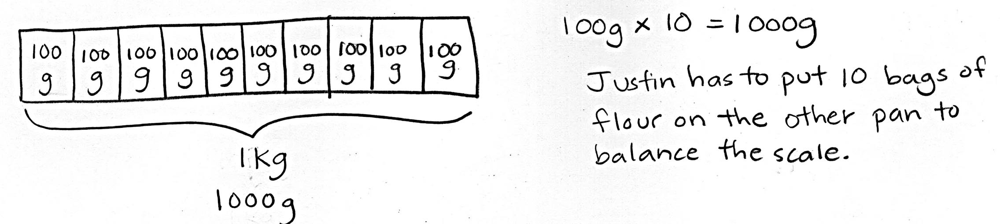 100 g
100 g
100 g
100 g
100 g
100 g
100 g
100 g
100 g
100 g
1kg
1000g
100g x 10 = 1000g
Justin has to put 10 bags of
flour on the other pan to
balance the scale.